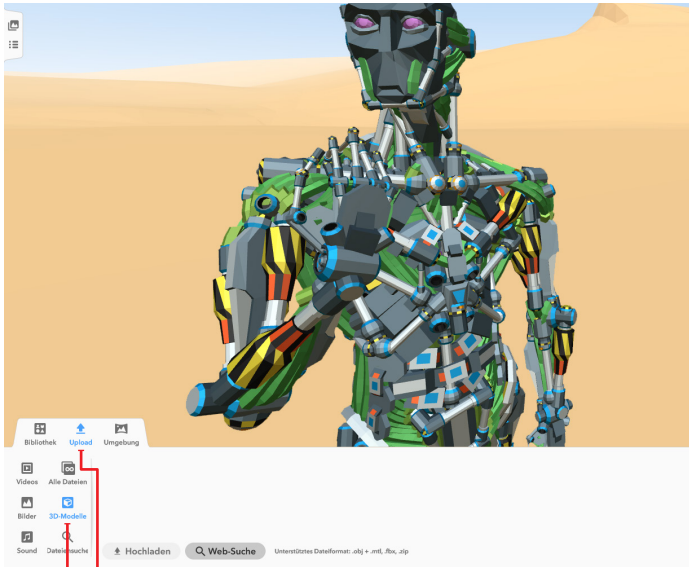 Bibliothek Upload Umgebung
Videos Alle Dateien
Bilder 3D-Modelle
Sound Dateiensuche
Hochladen Web-Suche Unterstütztes Dateiformat: .obj + .mtl, .fbx, .zip